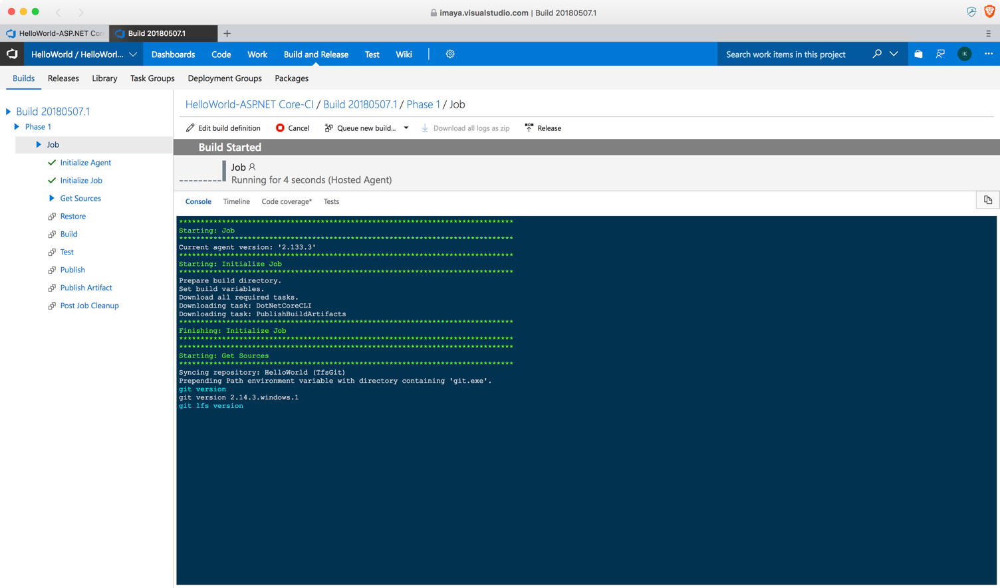 imaya.visualstudio.com | Build 20180507.1
HelloWorld-ASP.NET Cor
Build 20180507.1
HelloWorld / HelloWorl...
Dashboards
Code
Work
Build and Release
Test
Wiki
Search work items in this project
IK
Builds
Releases
Library
Task Groups
Deployment Groups
Packages
Build 20180507.1
Phase 1
Job
Initialize Agent
Initialize Job
Get Sources
Restore
Build
Test
Publish
Publish Artifact
Post Job Cleanup
HelloWorld-ASP.NET Core-CI / Build 20180507.1 / Phase 1 / Job
Edit build definition
Cancel
Queue new build...
Download all logs as zip
Release
Build Started
Job
Running for 4 seconds (Hosted Agent)
Console
Timeline
Code coverage*
Tests
******************************************************************************
Starting: Job
******************************************************************************
Current agent version: '2.133.3'
******************************************************************************
Starting: Initialize Job
******************************************************************************
Prepare build directory.
Set build variables.
Download all required tasks.
Downloading task: DotNetCoreCLI
Downloading task: PublishBuildArtifacts
******************************************************************************
Finishing: Initialize Job
******************************************************************************
******************************************************************************
Starting: Get Sources
******************************************************************************
Syncing repository: HelloWorld (TfsGit)
Prepending Path environment variable with directory containing 'git.exe'.
git version
git version 2.14.3.windows.1
git lfs version